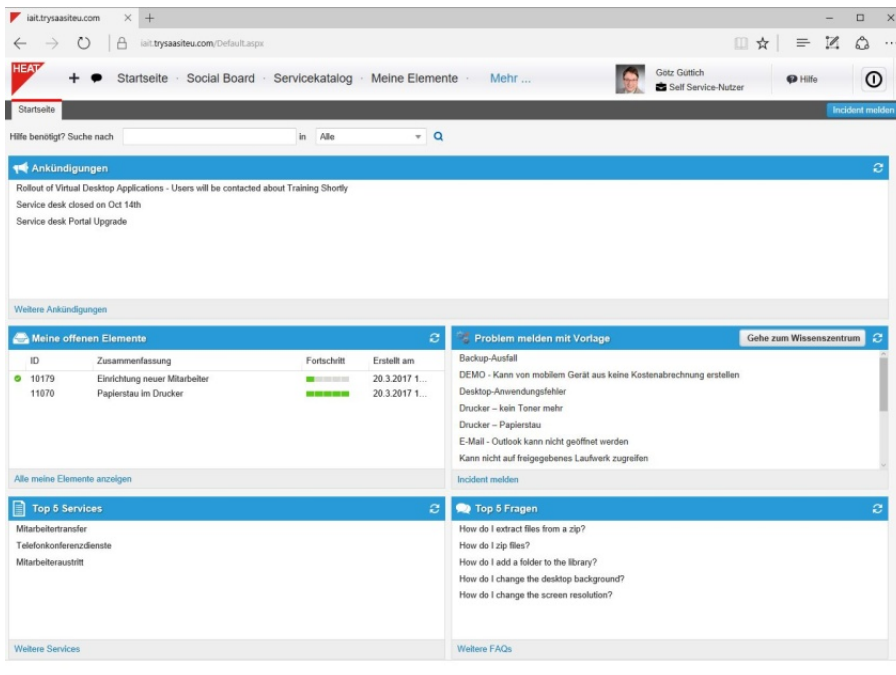 iait.trysaasiteu.com
iait.trysaasiteu.com/Default.aspx
HEAT
Startseite · Social Board · Servicekatalog · Meine Elemente · Mehr ...
Götz Güttich
Self Service-Nutzer
Hilfe
Startseite
Incident melden
Hilfe benötigt? Suche nach in Alle
Ankündigungen
Rollout of Virtual Desktop Applications - Users will be contacted about Training Shortly
Service desk closed on Oct 14th
Service desk Portal Upgrade
Weitere Ankündigungen
Meine offenen Elemente
ID Zusammenfassung Fortschritt Erstellt am
10179 Einrichtung neuer Mitarbeiter 20.3.2017 1...
11070 Papierstau im Drucker 20.3.2017 1...
Alle meine Elemente anzeigen
Problem melden mit Vorlage
Gehe zum Wissenszentrum
Backup-Ausfall
DEMO - Kann von mobilem Gerät aus keine Kostenabrechnung erstellen
Desktop-Anwendungsfehler
Drucker – kein Toner mehr
Drucker – Papierstau
E-Mail - Outlook kann nicht geöffnet werden
Kann nicht auf freigegebenes Laufwerk zugreifen
Incident melden
Top 5 Services
Mitarbeitertransfer
Telefonkonferenzdienste
Mitarbeiteraustritt
Weitere Services
Top 5 Fragen
How do I extract files from a zip?
How do I zip files?
How do I add a folder to the library?
How do I change the desktop background?
How do I change the screen resolution?
Weitere FAQs